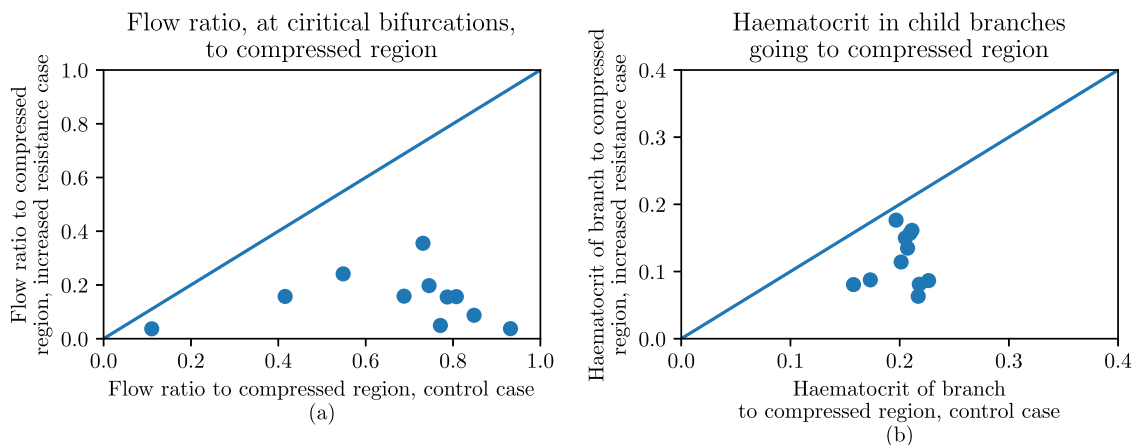 Flow ratio, at ciritical bifurcations,
to compressed region
Flow ratio to compressed
region, increased resistance case
1.0
0.8
0.6
0.4
0.2
0.0
0.0 0.2 0.4 0.6 0.8 1.0
Flow ratio to compressed region, control case
(a)
Haematocrit in child branches
going to compressed region
Haematocrit of branch to compressed
region, increased resistance case
0.4
0.3
0.2
0.1
0.0
0.0 0.1 0.2 0.3 0.4
Haematocrit of branch
to compressed region, control case
(b)